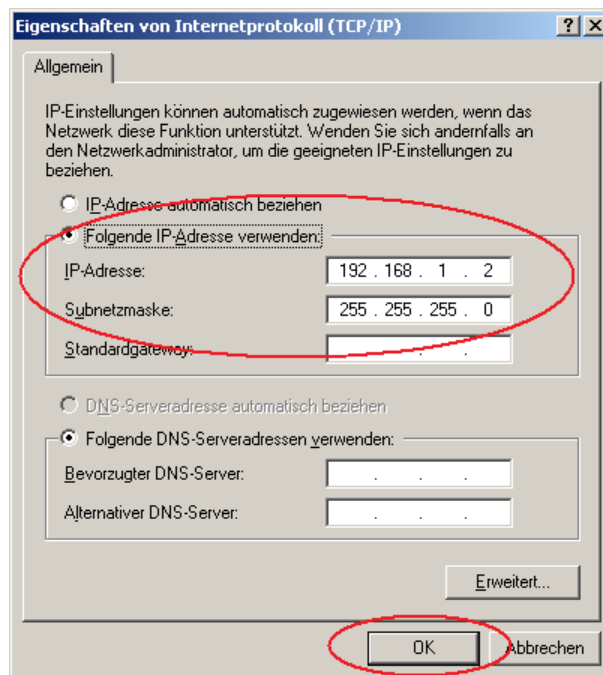 Eigenschaften von Internetprotokoll (TCP/IP)
Allgemein
IP-Einstellungen können automatisch zugewiesen werden, wenn das
Netzwerk diese Funktion unterstützt. Wenden Sie sich andernfalls an
den Netzwerkadministrator, um die geeigneten IP-Einstellungen zu
beziehen.
IP-Adresse automatisch beziehen
Folgende IP-Adresse verwenden:
IP-Adresse: 192 . 168 . 1 . 2
Subnetzmaske: 255 . 255 . 255 . 0
Standardgateway: . .
DNS-Serveradresse automatisch beziehen
Folgende DNS-Serveradressen verwenden:
Bevorzugter DNS-Server: . . .
Alternativer DNS-Server: . . .
Erweitert...
OK Abbrechen